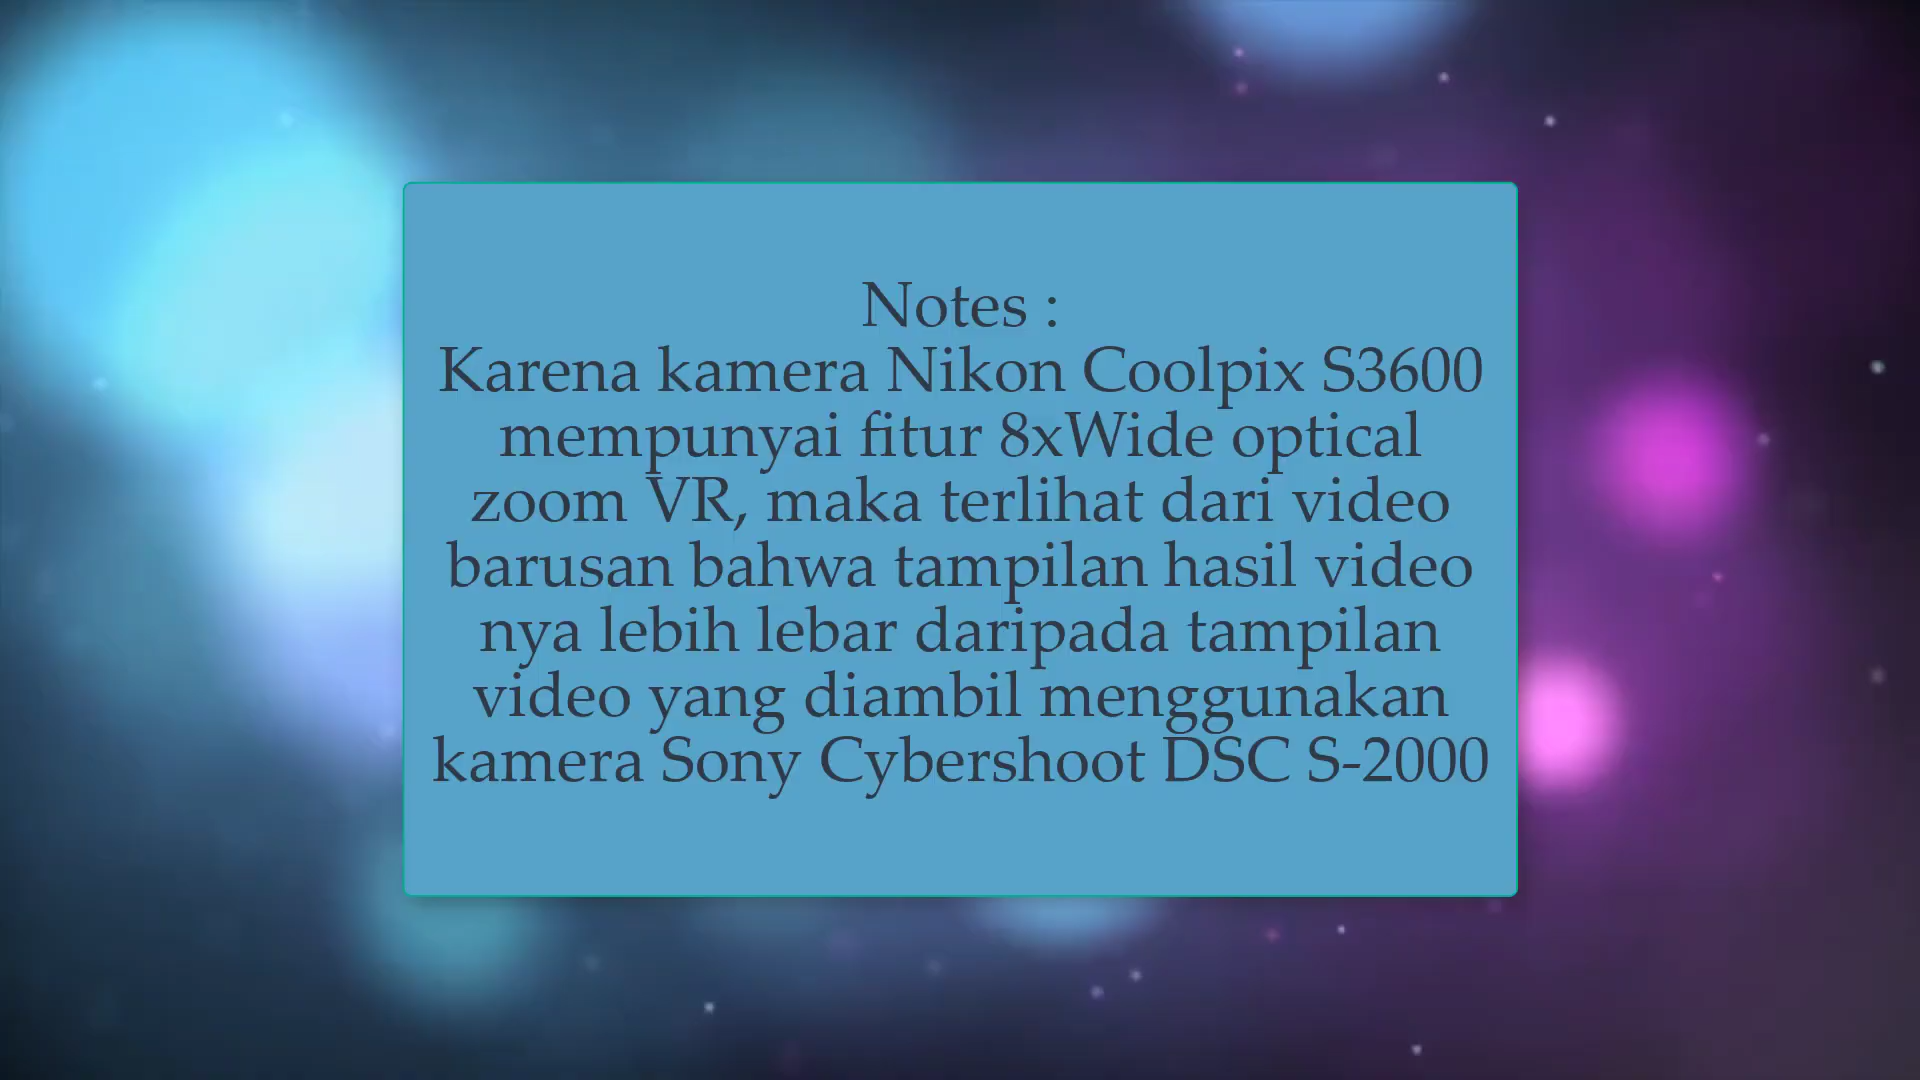 Notes :
Karena kamera Nikon Coolpix S3600
mempunyai fitur 8xWide optical
zoom VR, maka terlihat dari video
barusan bahwa tampilan hasil video
nya lebih lebar daripada tampilan
video yang diambil menggunakan
kamera Sony Cybershoot DSC S-2000